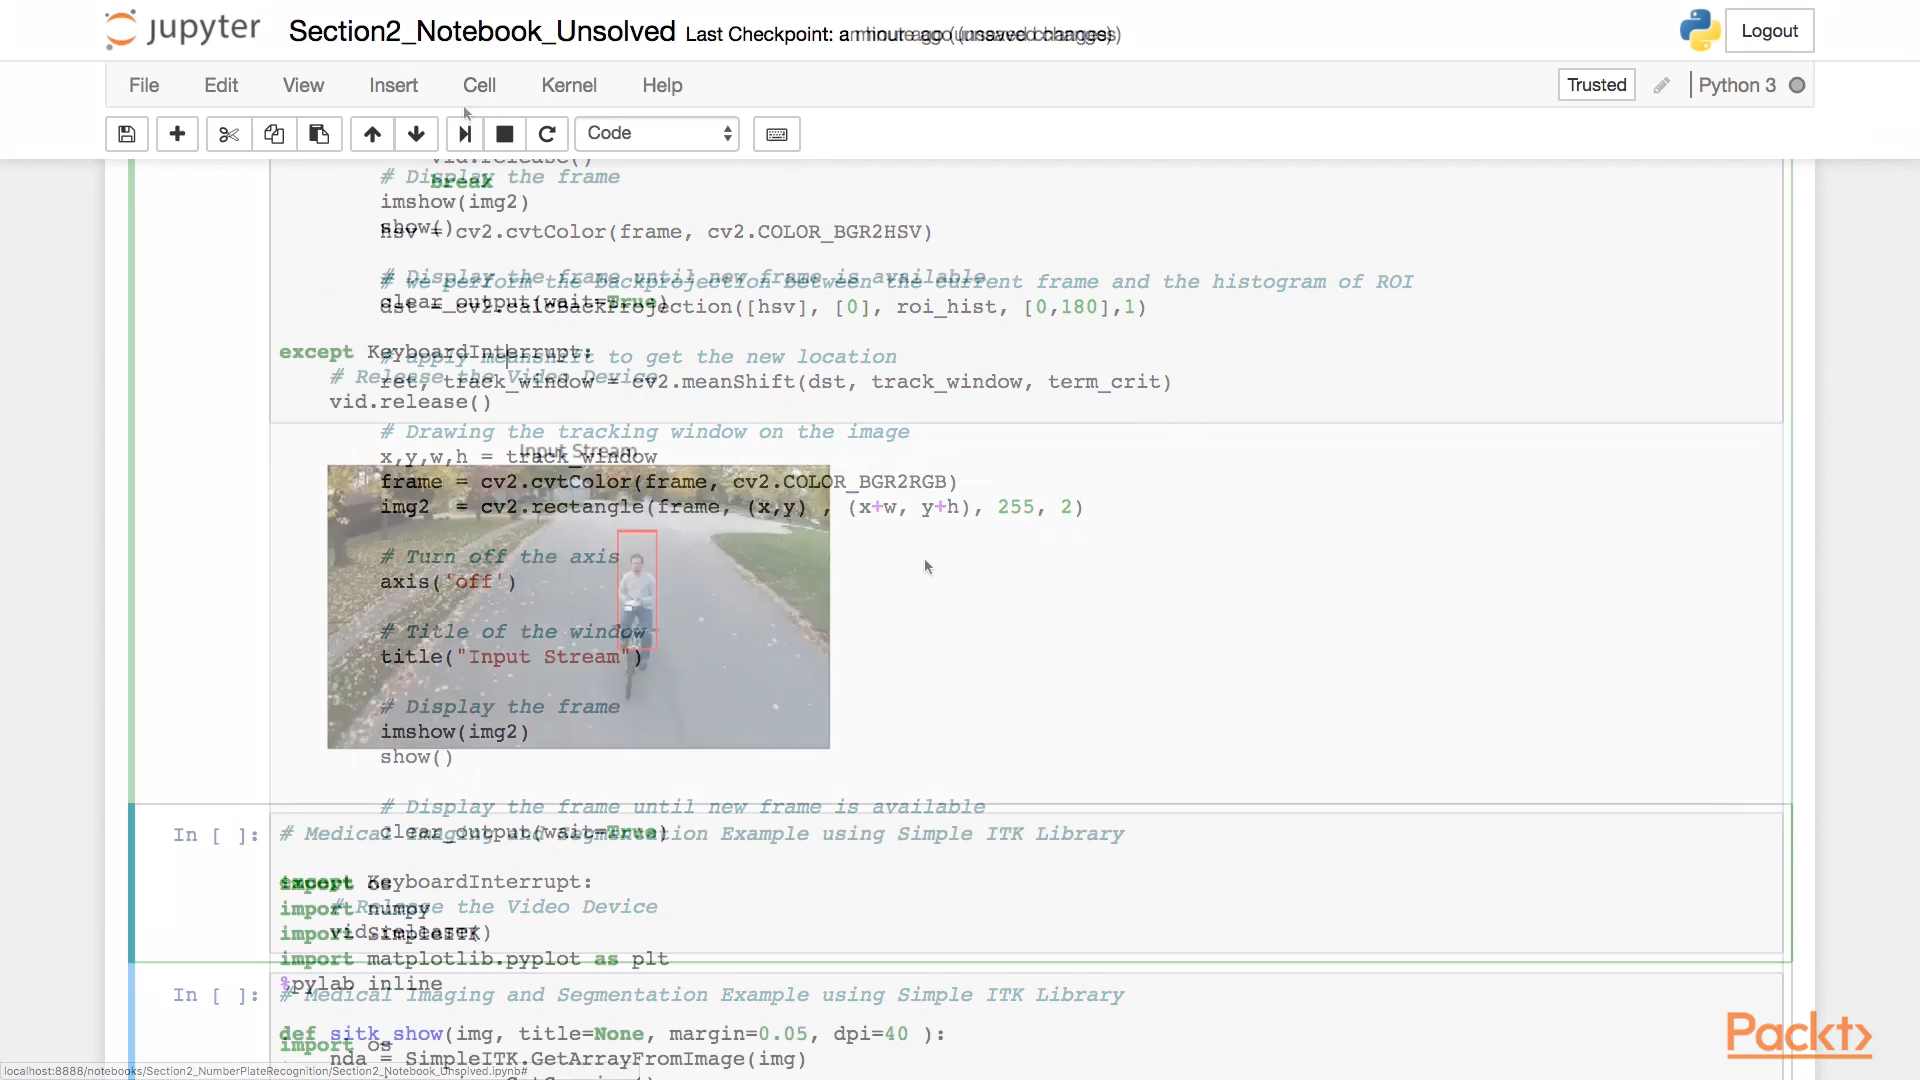 jupyter Section2_Notebook_Unsolved Last Checkpoint: (unsaved changes)
Logout
File Edit View Insert Cell Kernel Help
Trusted Python 3
Code
vid.release()
# Display the frame
break
imshow(img2)
show()
hsv = cv2.cvtColor(frame, cv2.COLOR_BGR2HSV)
# Display the frame until new frame is available
# we perform the backprojection between the current frame and the histogram of ROI
clear_output(wait=True)
dst = cv2.calcBackProjection([hsv], [0], roi_hist, [0,180],1)
except KeyboardInterrupt:
# apply meanshift to get the new location
# Release the Video Device
ret, track_window = cv2.meanShift(dst, track_window, term_crit)
vid.release()
# Drawing the tracking window on the image
Input Stream
x,y,w,h = track_window
frame = cv2.cvtColor(frame, cv2.COLOR_BGR2RGB)
img2 = cv2.rectangle(frame, (x,y) , (x+w, y+h), 255, 2)
# Turn off the axis
axis('off')
# Title of the window
title("Input Stream")
# Display the frame
imshow(img2)
show()
# Display the frame until new frame is available
clear_output(wait=True)
In [ ]: # Medical Imaging and Segmentation Example using Simple ITK Library
except KeyboardInterrupt:
import os
import numpy
# Release the Video Device
import SimpleITK
vid.release()
import matplotlib.pyplot as plt
%pylab inline
In [ ]: # Medical Imaging and Segmentation Example using Simple ITK Library
def sitk_show(img, title=None, margin=0.05, dpi=40 ):
import os
nda = SimpleITK.GetArrayFromImage(img)
Packt>
localhost:8888/notebooks/Section2_NumberPlateRecognition/Section2_Notebook_Unsolved.ipynb#